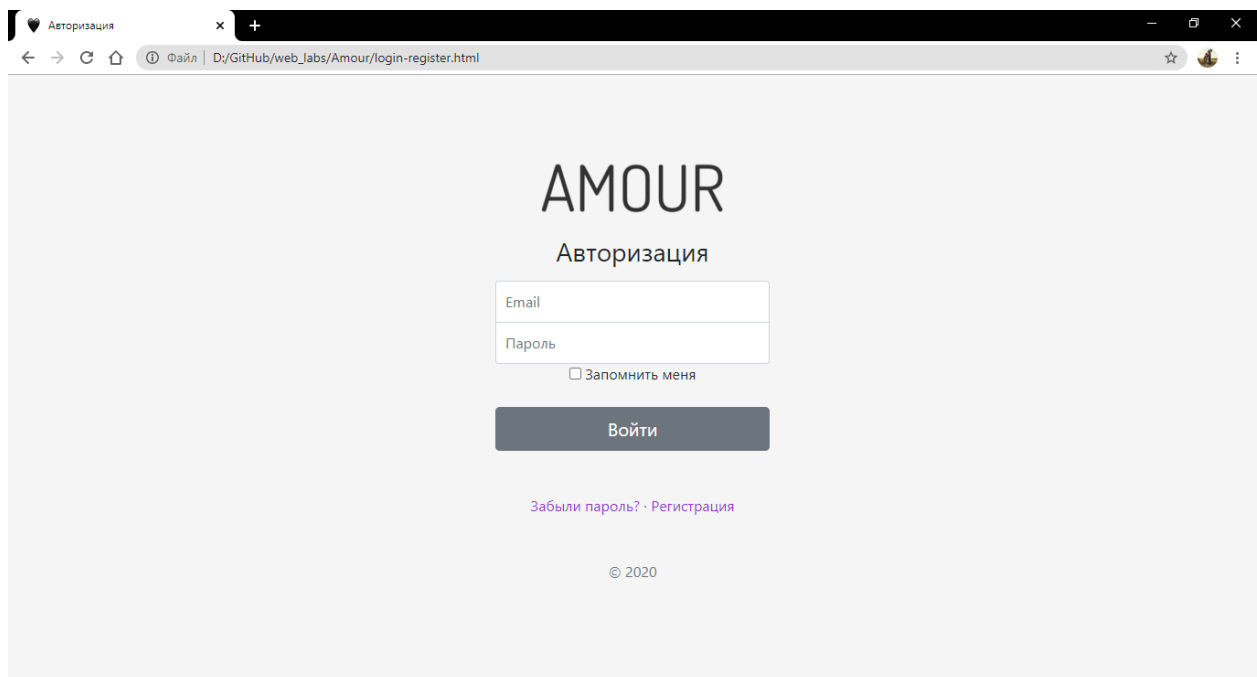 Авторизация
Файл | D:/GitHub/web_labs/Amour/login-register.html
AMOUR
Авторизация
Email
Пароль
Запомнить меня
Войти
Забыли пароль? · Регистрация
© 2020